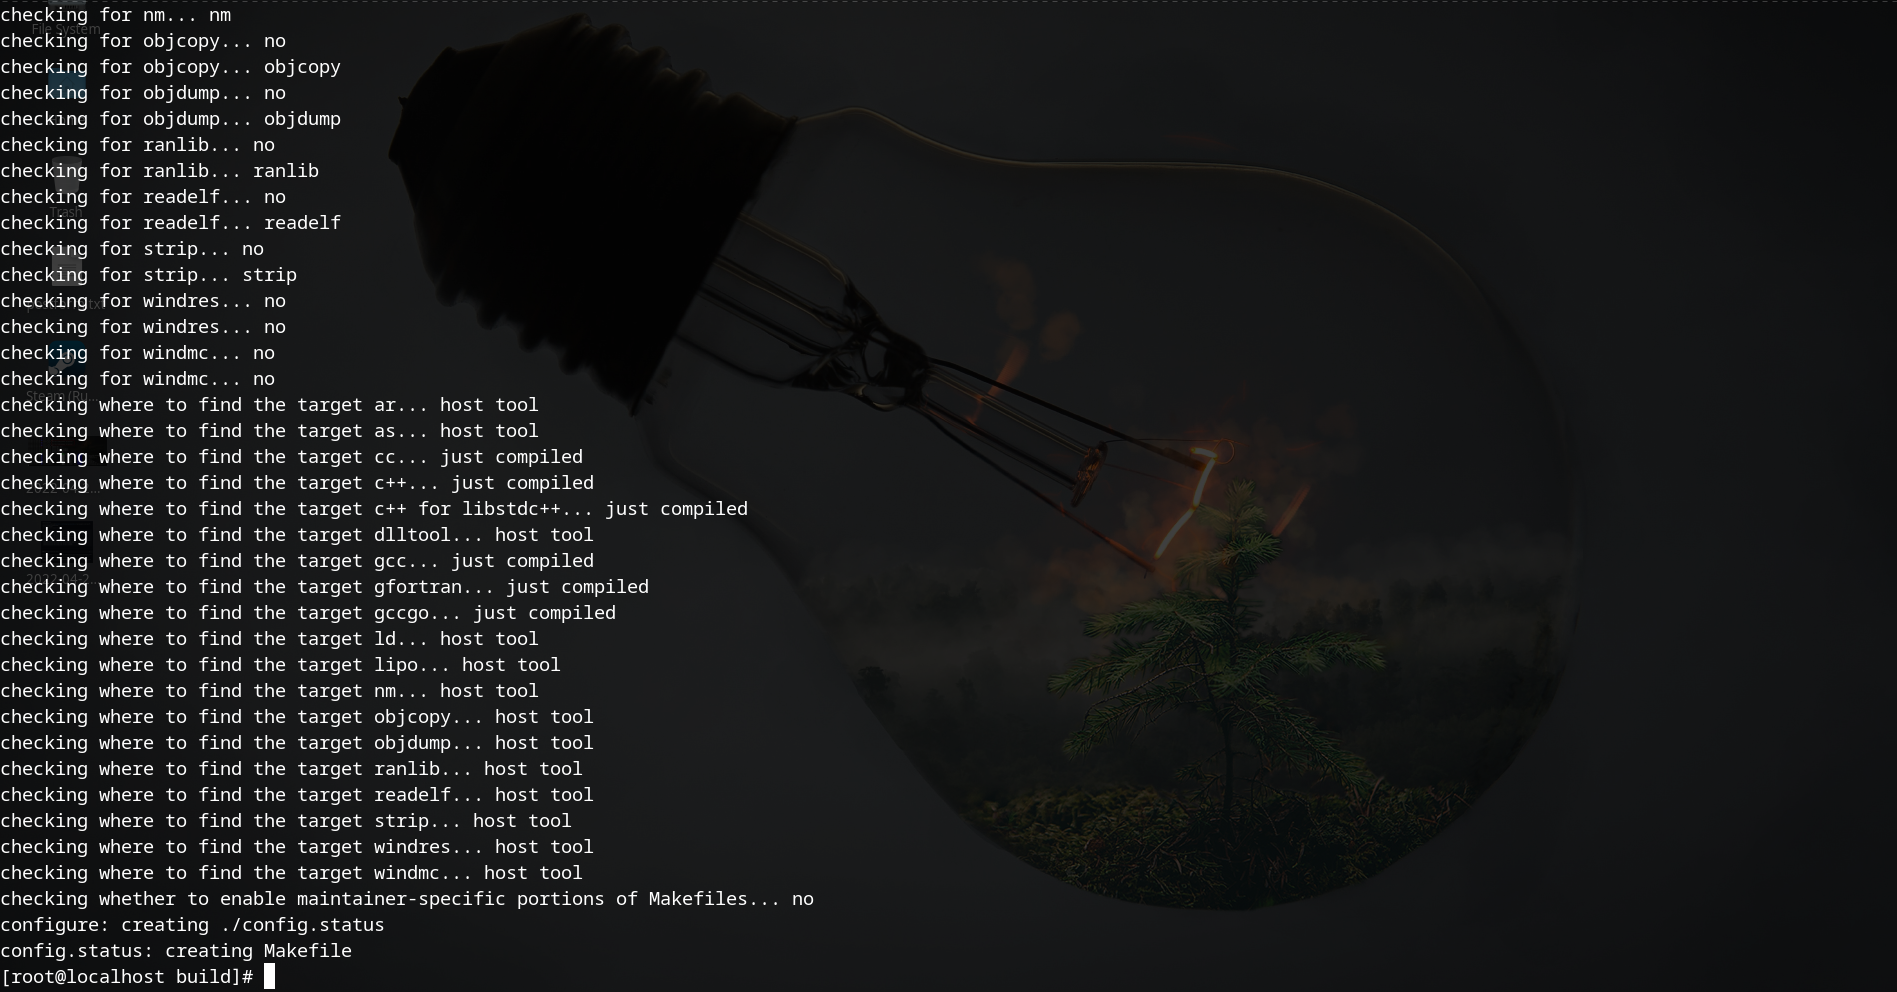 checking for nm... nm
File System
checking for objcopy... no
checking for objcopy... objcopy
checking for objdump... no
checking for objdump... objdump
checking for ranlib... no
checking for ranlib... ranlib
checking for readelf... no
Trash
checking for readelf... readelf
checking for strip... no
checking for strip... strip
checking for windres... no
checking for windres... no
checking for windmc... no
checking for windmc... no
checking where to find the target ar... host tool
checking where to find the target as... host tool
checking where to find the target cc... just compiled
checking where to find the target c++... just compiled
checking where to find the target c++ for libstdc++... just compiled
checking where to find the target dlltool... host tool
checking where to find the target gcc... just compiled
checking where to find the target gfortran... just compiled
checking where to find the target gccgo... just compiled
checking where to find the target ld... host tool
checking where to find the target lipo... host tool
checking where to find the target nm... host tool
checking where to find the target objcopy... host tool
checking where to find the target objdump... host tool
checking where to find the target ranlib... host tool
checking where to find the target readelf... host tool
checking where to find the target strip... host tool
checking where to find the target windres... host tool
checking where to find the target windmc... host tool
checking whether to enable maintainer-specific portions of Makefiles... no
configure: creating ./config.status
config.status: creating Makefile
[root@localhost build]#